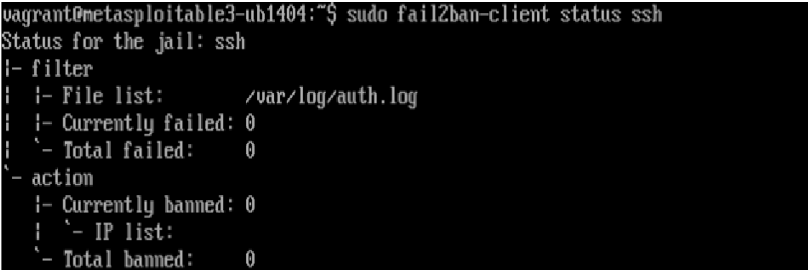 vagrant@metasploitable3-ub1404:~$ sudo fail2ban-client status ssh
Status for the jail: ssh
|- filter
|  |- File list:        /var/log/auth.log
|  |- Currently failed: 0
|  `- Total failed:     0
`- action
   |- Currently banned: 0
   |  `- IP list:
   `- Total banned:     0